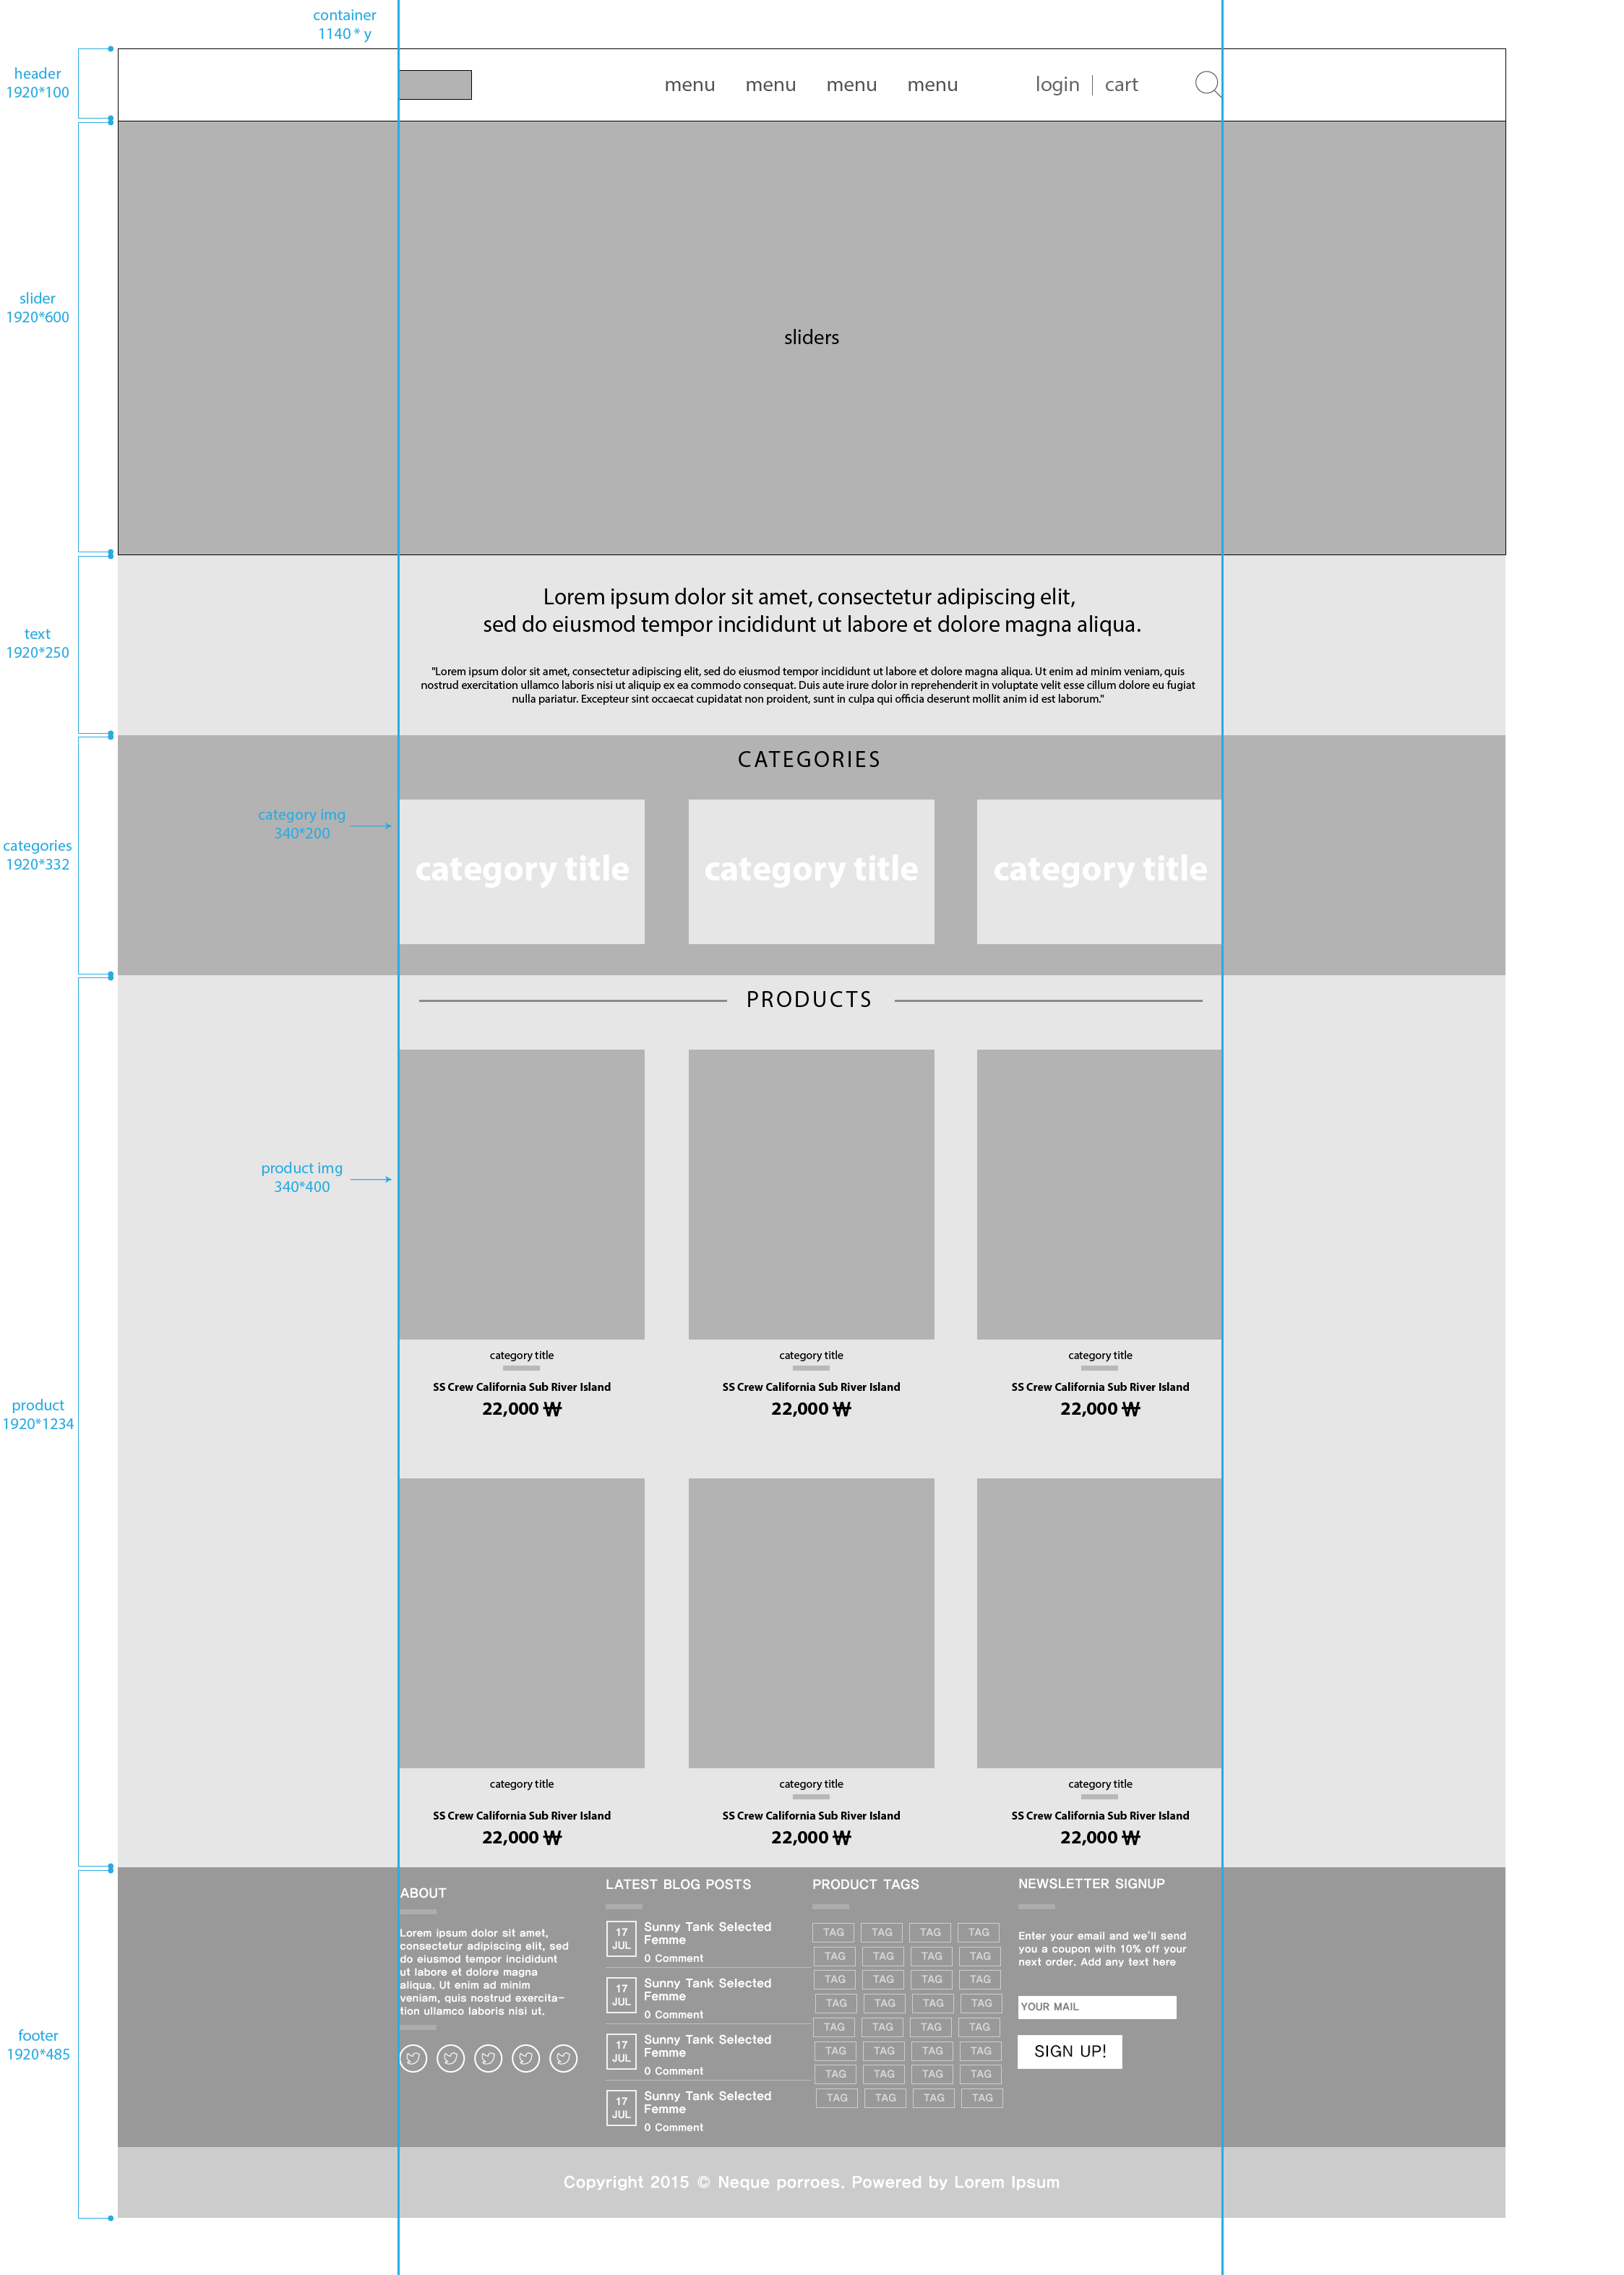 container
1140 * y
header
1920*100
menu menu menu menu login cart
slider
1920*600
sliders
text
1920*250
Lorem ipsum dolor sit amet, consectetur adipiscing elit,
sed do eiusmod tempor incididunt ut labore et dolore magna aliqua.
"Lorem ipsum dolor sit amet, consectetur adipiscing elit, sed do eiusmod tempor incididunt ut labore et dolore magna aliqua. Ut enim ad minim veniam, quis
nostrud exercitation ullamco laboris nisi ut aliquip ex ea commodo consequat. Duis aute irure dolor in reprehenderit in voluptate velit esse cillum dolore eu fugiat
nulla pariatur. Excepteur sint occaecat cupidatat non proident, sunt in culpa qui officia deserunt mollit anim id est laborum."
categories
1920*332
CATEGORIES
category img
340*200
category title category title category title
product
1920*1234
PRODUCTS
product img
340*400
category title category title category title
SS Crew California Sub River Island SS Crew California Sub River Island SS Crew California Sub River Island
22,000 ₩ 22,000 ₩ 22,000 ₩
category title category title category title
SS Crew California Sub River Island SS Crew California Sub River Island SS Crew California Sub River Island
22,000 ₩ 22,000 ₩ 22,000 ₩
footer
1920*485
ABOUT
Lorem ipsum dolor sit amet,
consectetur adipiscing elit, sed
do eiusmod tempor incididunt
ut labore et dolore magna
aliqua. Ut enim ad minim
veniam, quis nostrud exercita-
tion ullamco laboris nisi ut.
LATEST BLOG POSTS
17
JUL
Sunny Tank Selected
Femme
0 Comment
17
JUL
Sunny Tank Selected
Femme
0 Comment
17
JUL
Sunny Tank Selected
Femme
0 Comment
17
JUL
Sunny Tank Selected
Femme
0 Comment
PRODUCT TAGS
TAG TAG TAG TAG
TAG TAG TAG TAG
TAG TAG TAG TAG
TAG TAG TAG TAG
TAG TAG TAG TAG
TAG TAG TAG TAG
TAG TAG TAG TAG
TAG TAG TAG TAG
NEWSLETTER SIGNUP
Enter your email and we'll send
you a coupon with 10% off your
next order. Add any text here
YOUR MAIL
SIGN UP!
Copyright 2015 © Neque porroes. Powered by Lorem Ipsum